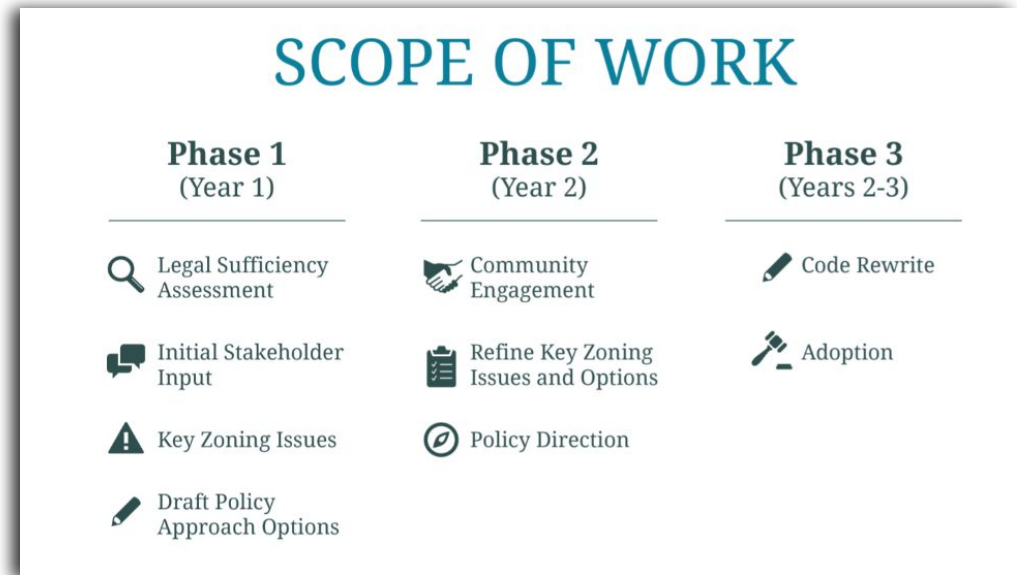 SCOPE OF WORK
Phase 1
(Year 1)
Legal Sufficiency
Assessment
Initial Stakeholder
Input
Key Zoning Issues
Draft Policy
Approach Options
Phase 2
(Year 2)
Community
Engagement
Refine Key Zoning
Issues and Options
Policy Direction
Phase 3
(Years 2-3)
Code Rewrite
Adoption